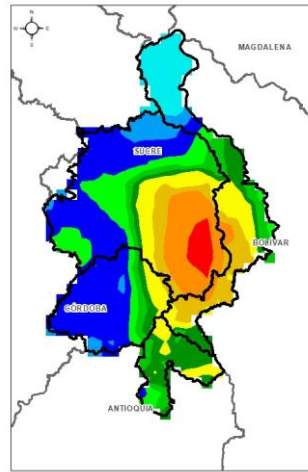 N
W E
S
MAGDALENA
SUCRE
BOLIVAR
CÓRDOBA
ANTIOQUIA